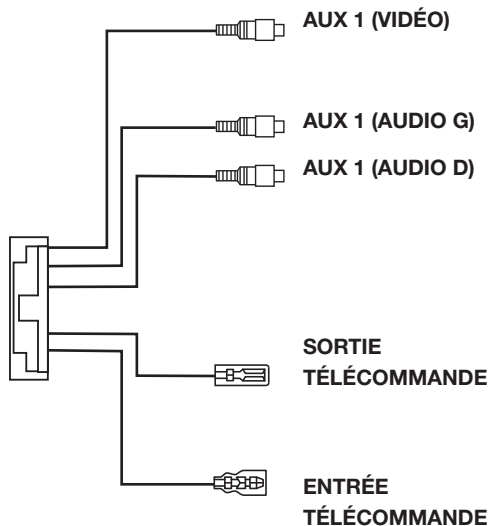 AUX 1 (VIDÉO)
AUX 1 (AUDIO G)
AUX 1 (AUDIO D)
SORTIE
TÉLÉCOMMANDE
ENTRÉE
TÉLÉCOMMANDE